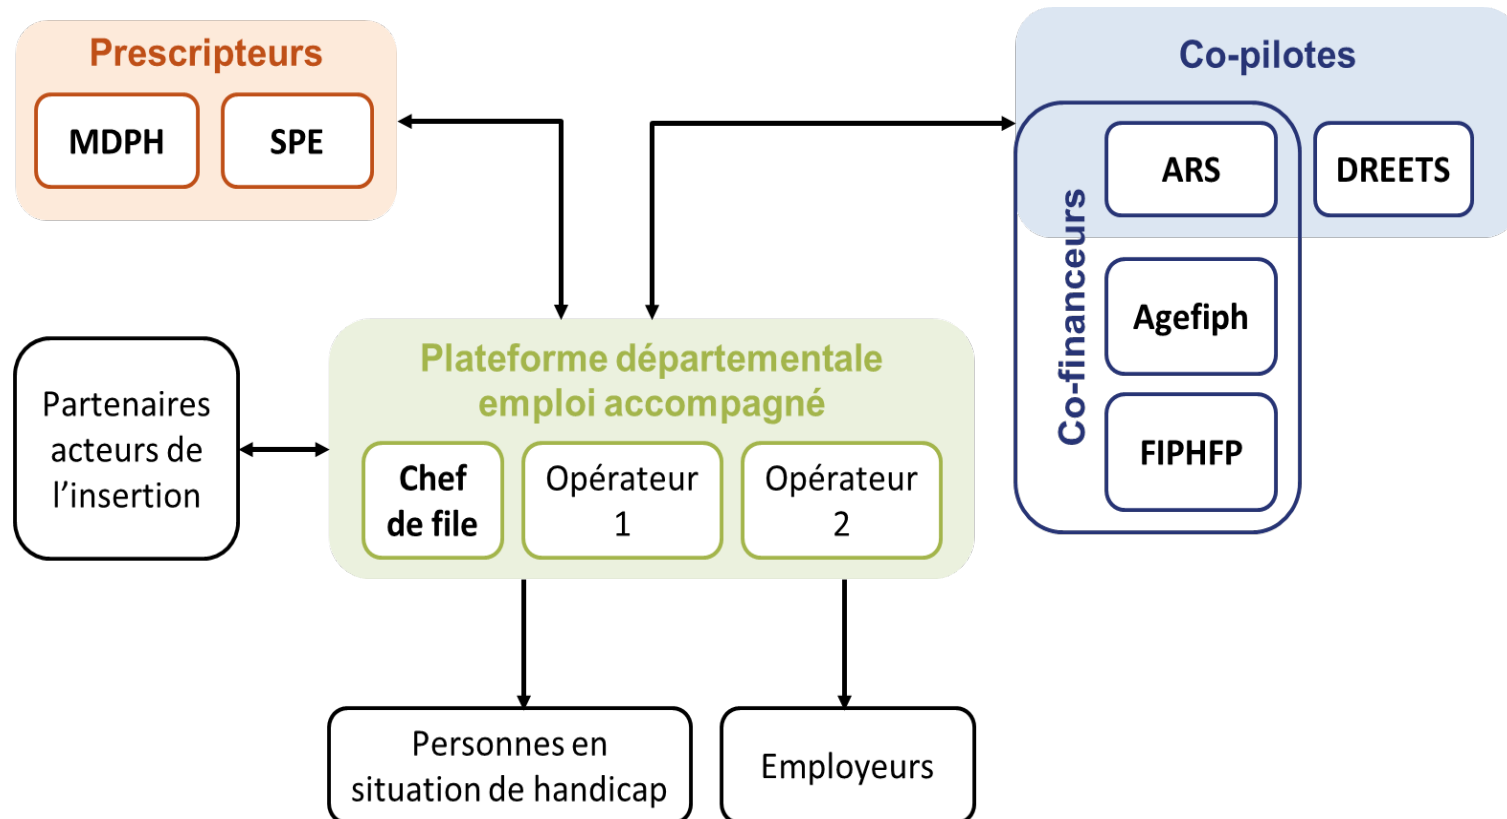 Prescripteurs
MDPH
SPE
Co-pilotes
ARS
DREETS
Co-financeurs
Agefiph
FIPHFP
Partenaires
acteurs de
l’insertion
Plateforme départementale
emploi accompagné
Chef
de file
Opérateur
1
Opérateur
2
Personnes en
situation de handicap
Employeurs